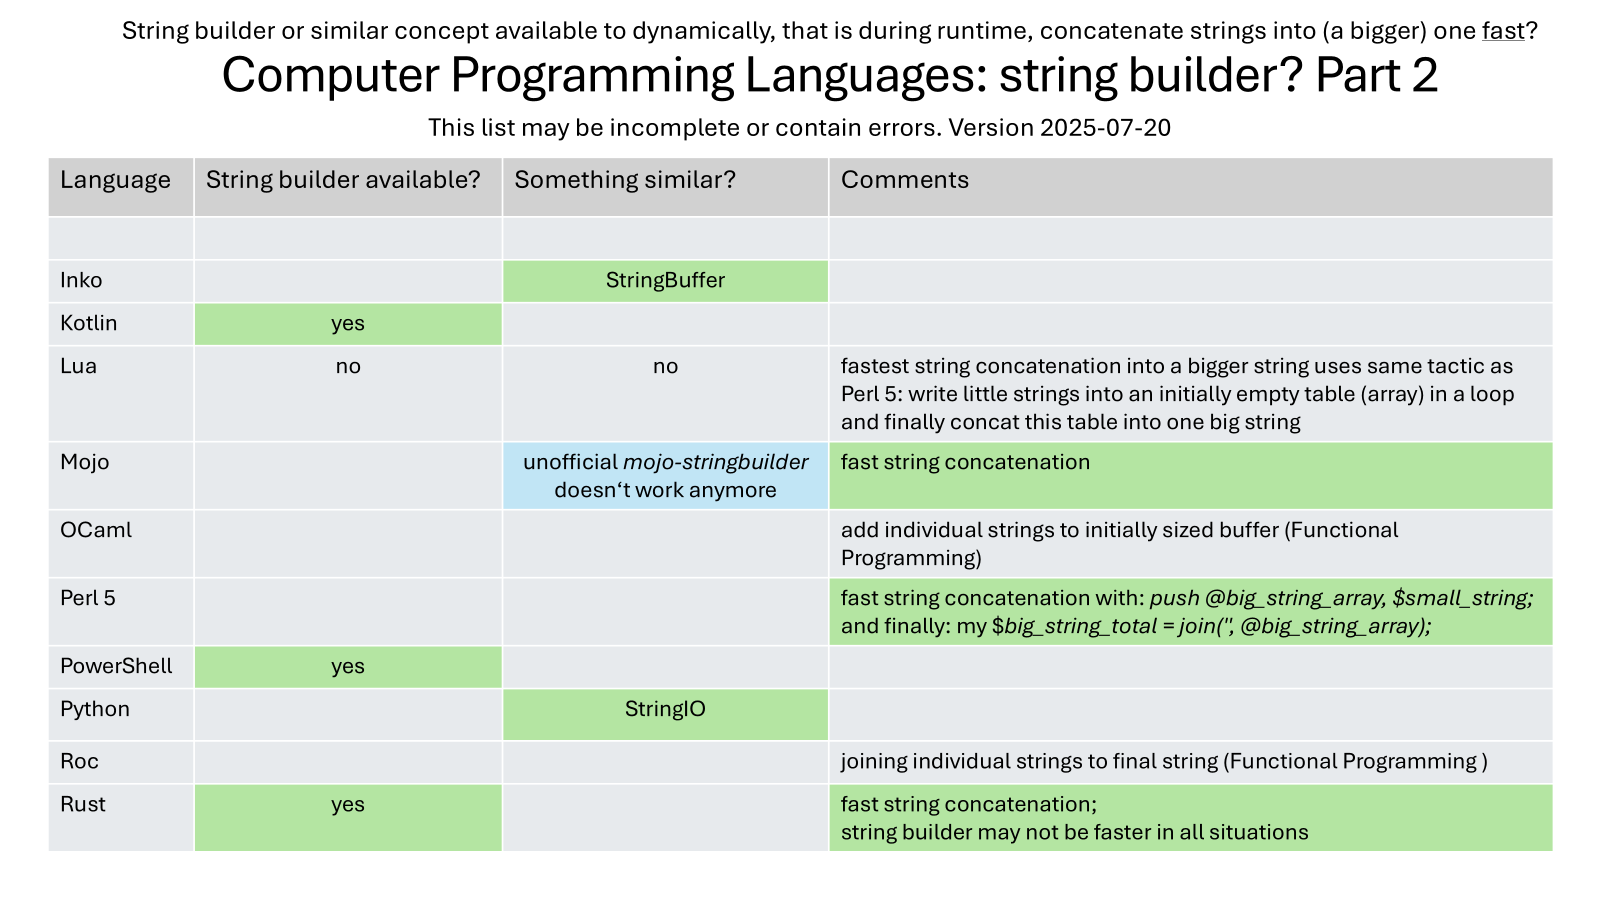 String builder or similar concept available to dynamically, that is during runtime, concatenate strings into (a bigger) one fast?
Computer Programming Languages: string builder? Part 2
This list may be incomplete or contain errors. Version 2025-07-20
Language String builder available? Something similar? Comments
Inko StringBuffer
Kotlin yes
Lua no no fastest string concatenation into a bigger string uses same tactic as
Perl 5: write little strings into an initially empty table (array) in a loop
and finally concat this table into one big string
Mojo unofficial mojo-stringbuilder fast string concatenation
doesn‘t work anymore
OCaml add individual strings to initially sized buffer (Functional
Programming)
Perl 5 fast string concatenation with: push @big_string_array, $small_string;
and finally: my $big_string_total = join('', @big_string_array);
PowerShell yes
Python StringIO
Roc joining individual strings to final string (Functional Programming )
Rust yes fast string concatenation;
string builder may not be faster in all situations